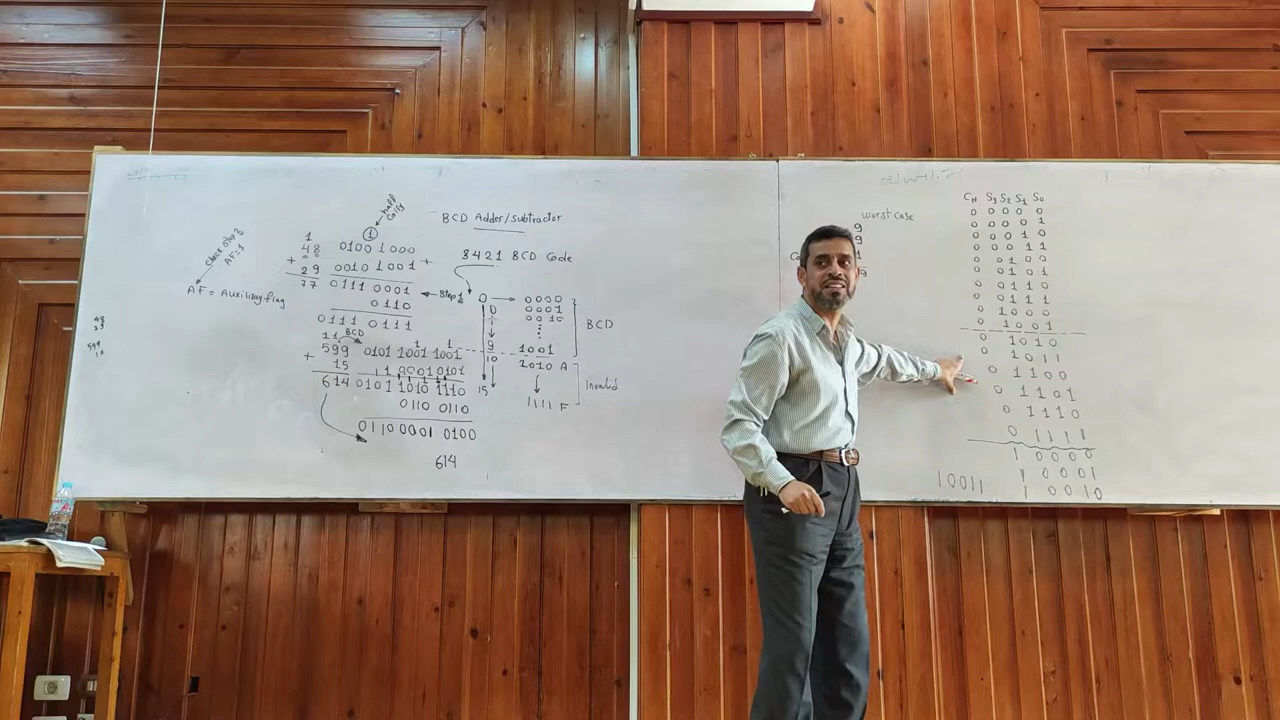 BCD Adder/subtractor
Half
Carry
1
check step 2
AF=1
AF = Auxiliary flag
1
48
+ 29
77
0100 1000
0010 1001 +
0111 0001 ← Step 1
0110
0111 0111
11 BCD
599
+ 15
614
0101 1001 1001
1 0001 0101
0101 1010 1110
0110 0110
0110 0001 0100
614
8421 BCD Code
0 → 0000
0001
0010
9 1001
BCD
10 1010 A
Invalid
15 1111 F
worst case
9
9
1
CN S3 S2 S1 S0
0 0 0 0 0
0 0 0 0 1
0 0 0 1 0
0 0 0 1 1
0 0 1 0 0
0 0 1 0 1
0 0 1 1 0
0 0 1 1 1
0 1 0 0 0
0 1 0 0 1
0 1 0 1 0
0 1 0 1 1
0 1 1 0 0
0 1 1 0 1
0 1 1 1 0
0 1 1 1 1
1 0 0 0 0
1 0 0 0 1
1 0 0 1 0
10011